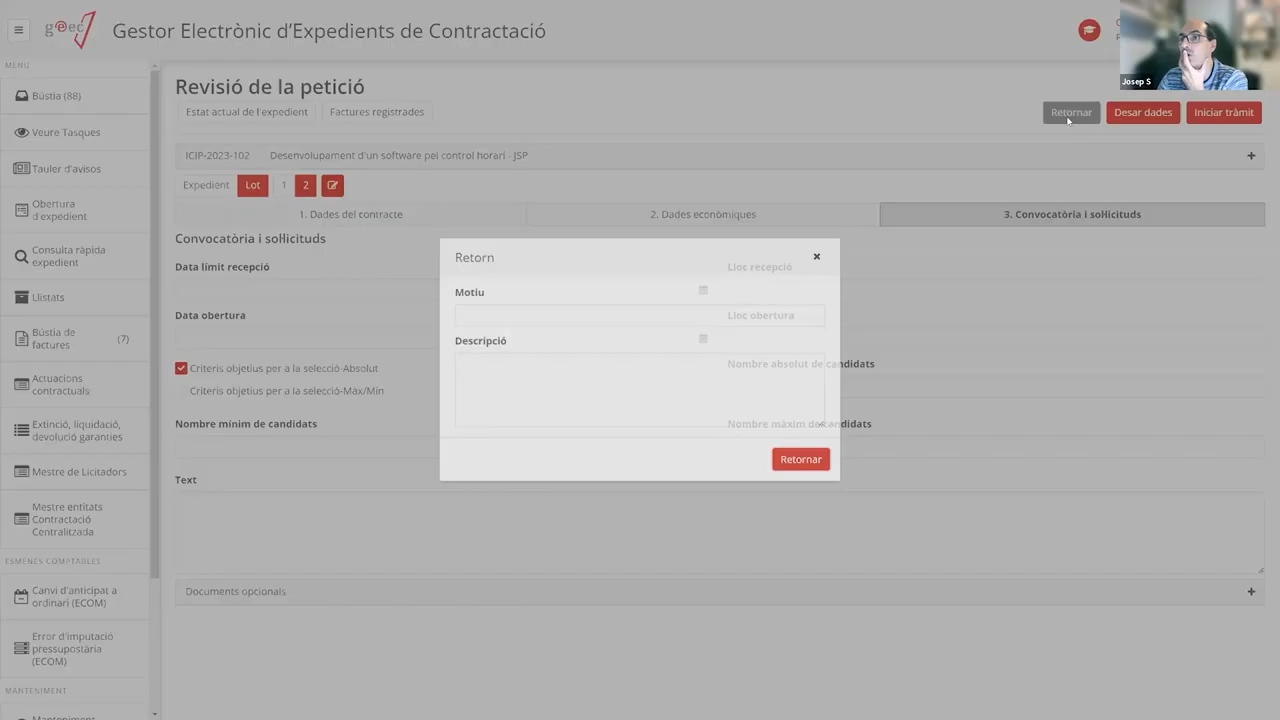 geec
Gestor Electrònic d'Expedients de Contractació
Josep S
MENÚ
Bústia (88)
Veure Tasques
Tauler d'avisos
Obertura
d'expedient
Consulta ràpida
expedient
Llistats
Bústia de
factures
(7)
Actuacions
contractuals
Extinció, liquidació,
devolució garanties
Mestre de Licitadors
Mestre entitats
Contractació
Centralitzada
ESMENES COMPTABLES
Canvi d'anticipat a
ordinari (ECOM)
Error d'imputació
pressupostària
(ECOM)
MANTENIMENT
Manteniment
Revisió de la petició
Estat actual de l'expedient
Factures registrades
Retornar
Desar dades
Iniciar tràmit
ICIP-2023-102 Desenvolupament d'un software pel control horari - JSP
Expedient Lot 1 2
1. Dades del contracte
2. Dades econòmiques
3. Convocatòria i sol·licituds
Convocatòria i sol·licituds
Data límit recepció
Lloc recepció
Data obertura
Lloc obertura
Criteris objetius per a la selecció-Absolut
Nombre absolut de candidats
Criteris objetius per a la selecció-Màx/Mín
Nombre mínim de candidats
Nombre màxim de candidats
Text
Documents opcionals
Retorn
Motiu
Descripció
Retornar